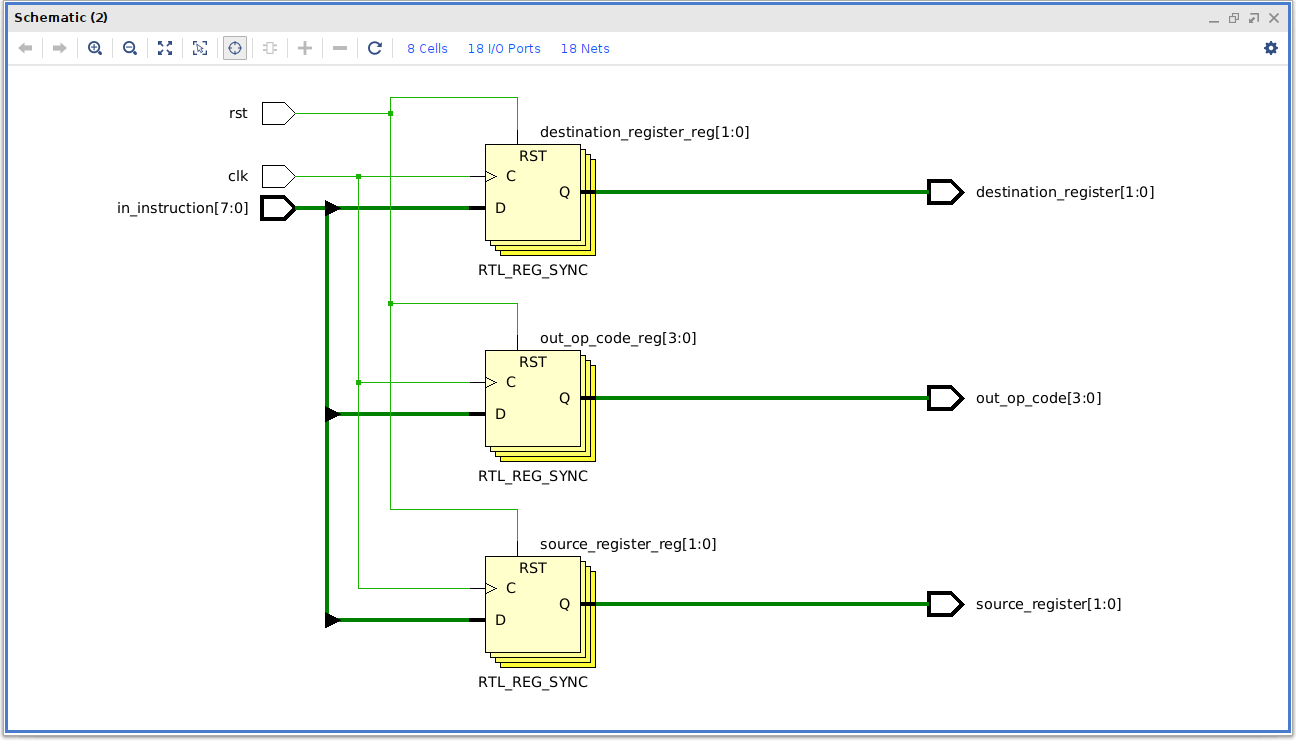 Schematic (2)
8 Cells 18 I/O Ports 18 Nets
rst
destination_register_reg[1:0]
RST
clk
C
Q
destination_register[1:0]
in_instruction[7:0]
D
RTL_REG_SYNC
out_op_code_reg[3:0]
RST
C
Q
out_op_code[3:0]
D
RTL_REG_SYNC
source_register_reg[1:0]
RST
C
Q
source_register[1:0]
D
RTL_REG_SYNC